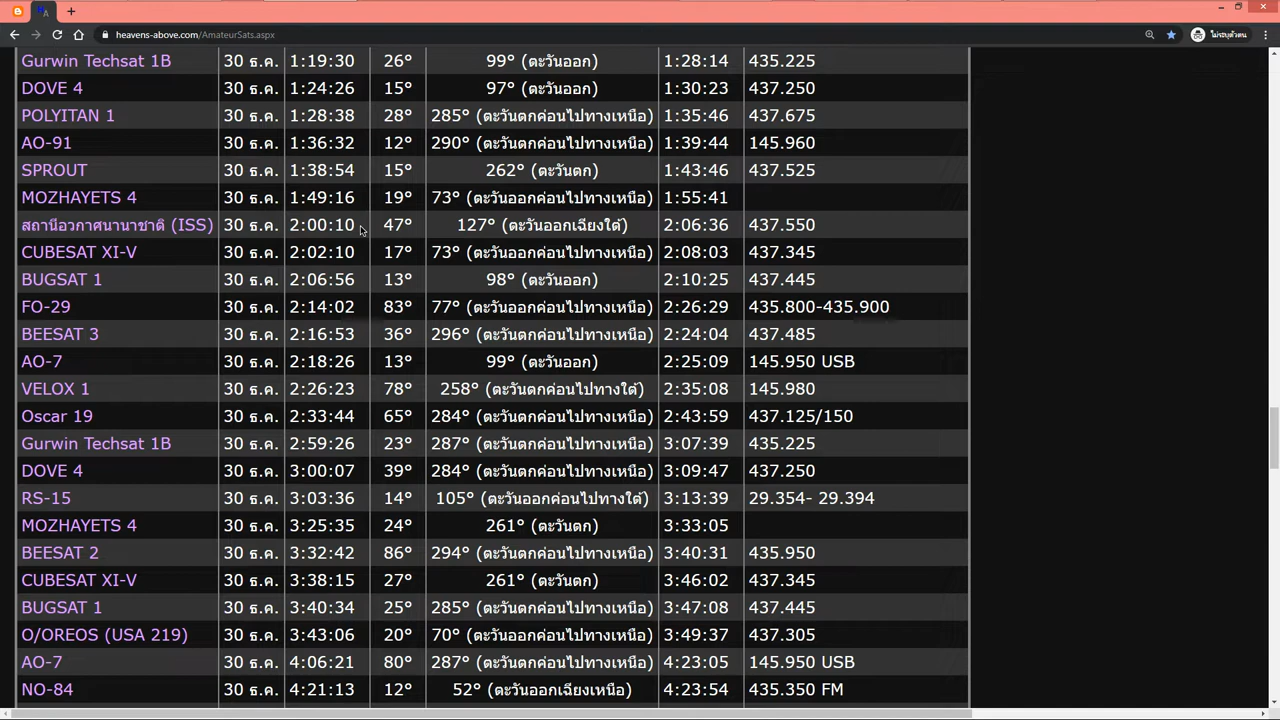 heavens-above.com/AmateurSats.aspx ไม่ระบุตัวตน
Gurwin Techsat 1B 30 ธ.ค. 1:19:30 26° 99° (ตะวันออก) 1:28:14 435.225
DOVE 4 30 ธ.ค. 1:24:26 15° 97° (ตะวันออก) 1:30:23 437.250
POLYITAN 1 30 ธ.ค. 1:28:38 28° 285° (ตะวันตกค่อนไปทางเหนือ) 1:35:46 437.675
AO-91 30 ธ.ค. 1:36:32 12° 290° (ตะวันตกค่อนไปทางเหนือ) 1:39:44 145.960
SPROUT 30 ธ.ค. 1:38:54 15° 262° (ตะวันตก) 1:43:46 437.525
MOZHAYETS 4 30 ธ.ค. 1:49:16 19° 73° (ตะวันออกค่อนไปทางเหนือ) 1:55:41
สถานีอวกาศนานาชาติ (ISS) 30 ธ.ค. 2:00:10 47° 127° (ตะวันออกเฉียงใต้) 2:06:36 437.550
CUBESAT XI-V 30 ธ.ค. 2:02:10 17° 73° (ตะวันออกค่อนไปทางเหนือ) 2:08:03 437.345
BUGSAT 1 30 ธ.ค. 2:06:56 13° 98° (ตะวันออก) 2:10:25 437.445
FO-29 30 ธ.ค. 2:14:02 83° 77° (ตะวันออกค่อนไปทางเหนือ) 2:26:29 435.800-435.900
BEESAT 3 30 ธ.ค. 2:16:53 36° 296° (ตะวันตกค่อนไปทางเหนือ) 2:24:04 437.485
AO-7 30 ธ.ค. 2:18:26 13° 99° (ตะวันออก) 2:25:09 145.950 USB
VELOX 1 30 ธ.ค. 2:26:23 78° 258° (ตะวันตกค่อนไปทางใต้) 2:35:08 145.980
Oscar 19 30 ธ.ค. 2:33:44 65° 284° (ตะวันตกค่อนไปทางเหนือ) 2:43:59 437.125/150
Gurwin Techsat 1B 30 ธ.ค. 2:59:26 23° 287° (ตะวันตกค่อนไปทางเหนือ) 3:07:39 435.225
DOVE 4 30 ธ.ค. 3:00:07 39° 284° (ตะวันตกค่อนไปทางเหนือ) 3:09:47 437.250
RS-15 30 ธ.ค. 3:03:36 14° 105° (ตะวันออกค่อนไปทางใต้) 3:13:39 29.354- 29.394
MOZHAYETS 4 30 ธ.ค. 3:25:35 24° 261° (ตะวันตก) 3:33:05
BEESAT 2 30 ธ.ค. 3:32:42 86° 294° (ตะวันตกค่อนไปทางเหนือ) 3:40:31 435.950
CUBESAT XI-V 30 ธ.ค. 3:38:15 27° 261° (ตะวันตก) 3:46:02 437.345
BUGSAT 1 30 ธ.ค. 3:40:34 25° 285° (ตะวันตกค่อนไปทางเหนือ) 3:47:08 437.445
O/OREOS (USA 219) 30 ธ.ค. 3:43:06 20° 70° (ตะวันออกค่อนไปทางเหนือ) 3:49:37 437.305
AO-7 30 ธ.ค. 4:06:21 80° 287° (ตะวันตกค่อนไปทางเหนือ) 4:23:05 145.950 USB
NO-84 30 ธ.ค. 4:21:13 12° 52° (ตะวันออกเฉียงเหนือ) 4:23:54 435.350 FM